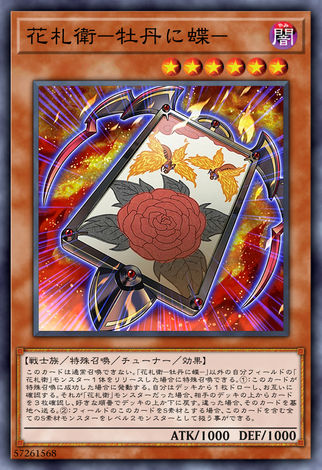 花札衛－牡丹に蝶－
闇
やみ
【戦士族／特殊召喚／チューナー／効果】
このカードは通常召喚できない。「花札衛－牡丹に蝶－」以外の自分フィールドの
「花札衛」モンスター１体をリリースした場合に特殊召喚できる。①：このカードが
特殊召喚に成功した場合に発動する。自分はデッキから１枚ドローし、お互いに
確認する。それが「花札衛」モンスターだった場合、相手のデッキの上からカード
を３枚確認し、好きな順番でデッキの上か下に戻す。違った場合、そのカードを墓
地へ送る。②：フィールドのこのカードをS素材とする場合、このカードを含む全て
のS素材モンスターをレベル２モンスターとして扱う事ができる。
ATK/1000 DEF/1000
57261568